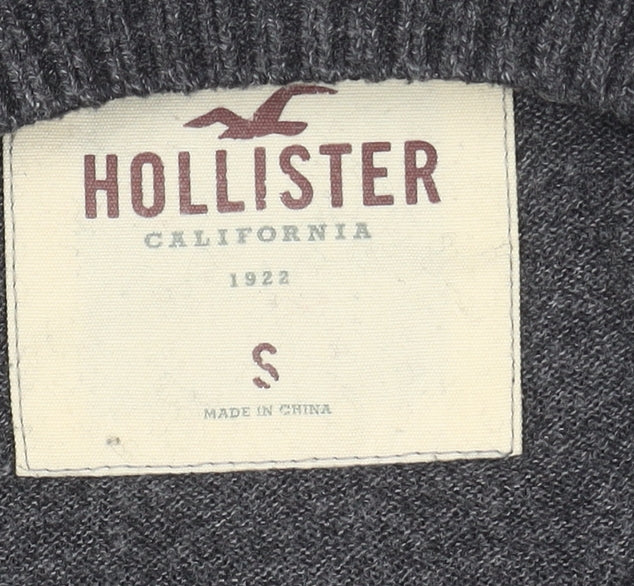 HOLLISTER
CALIFORNIA
1922
S
MADE IN CHINA